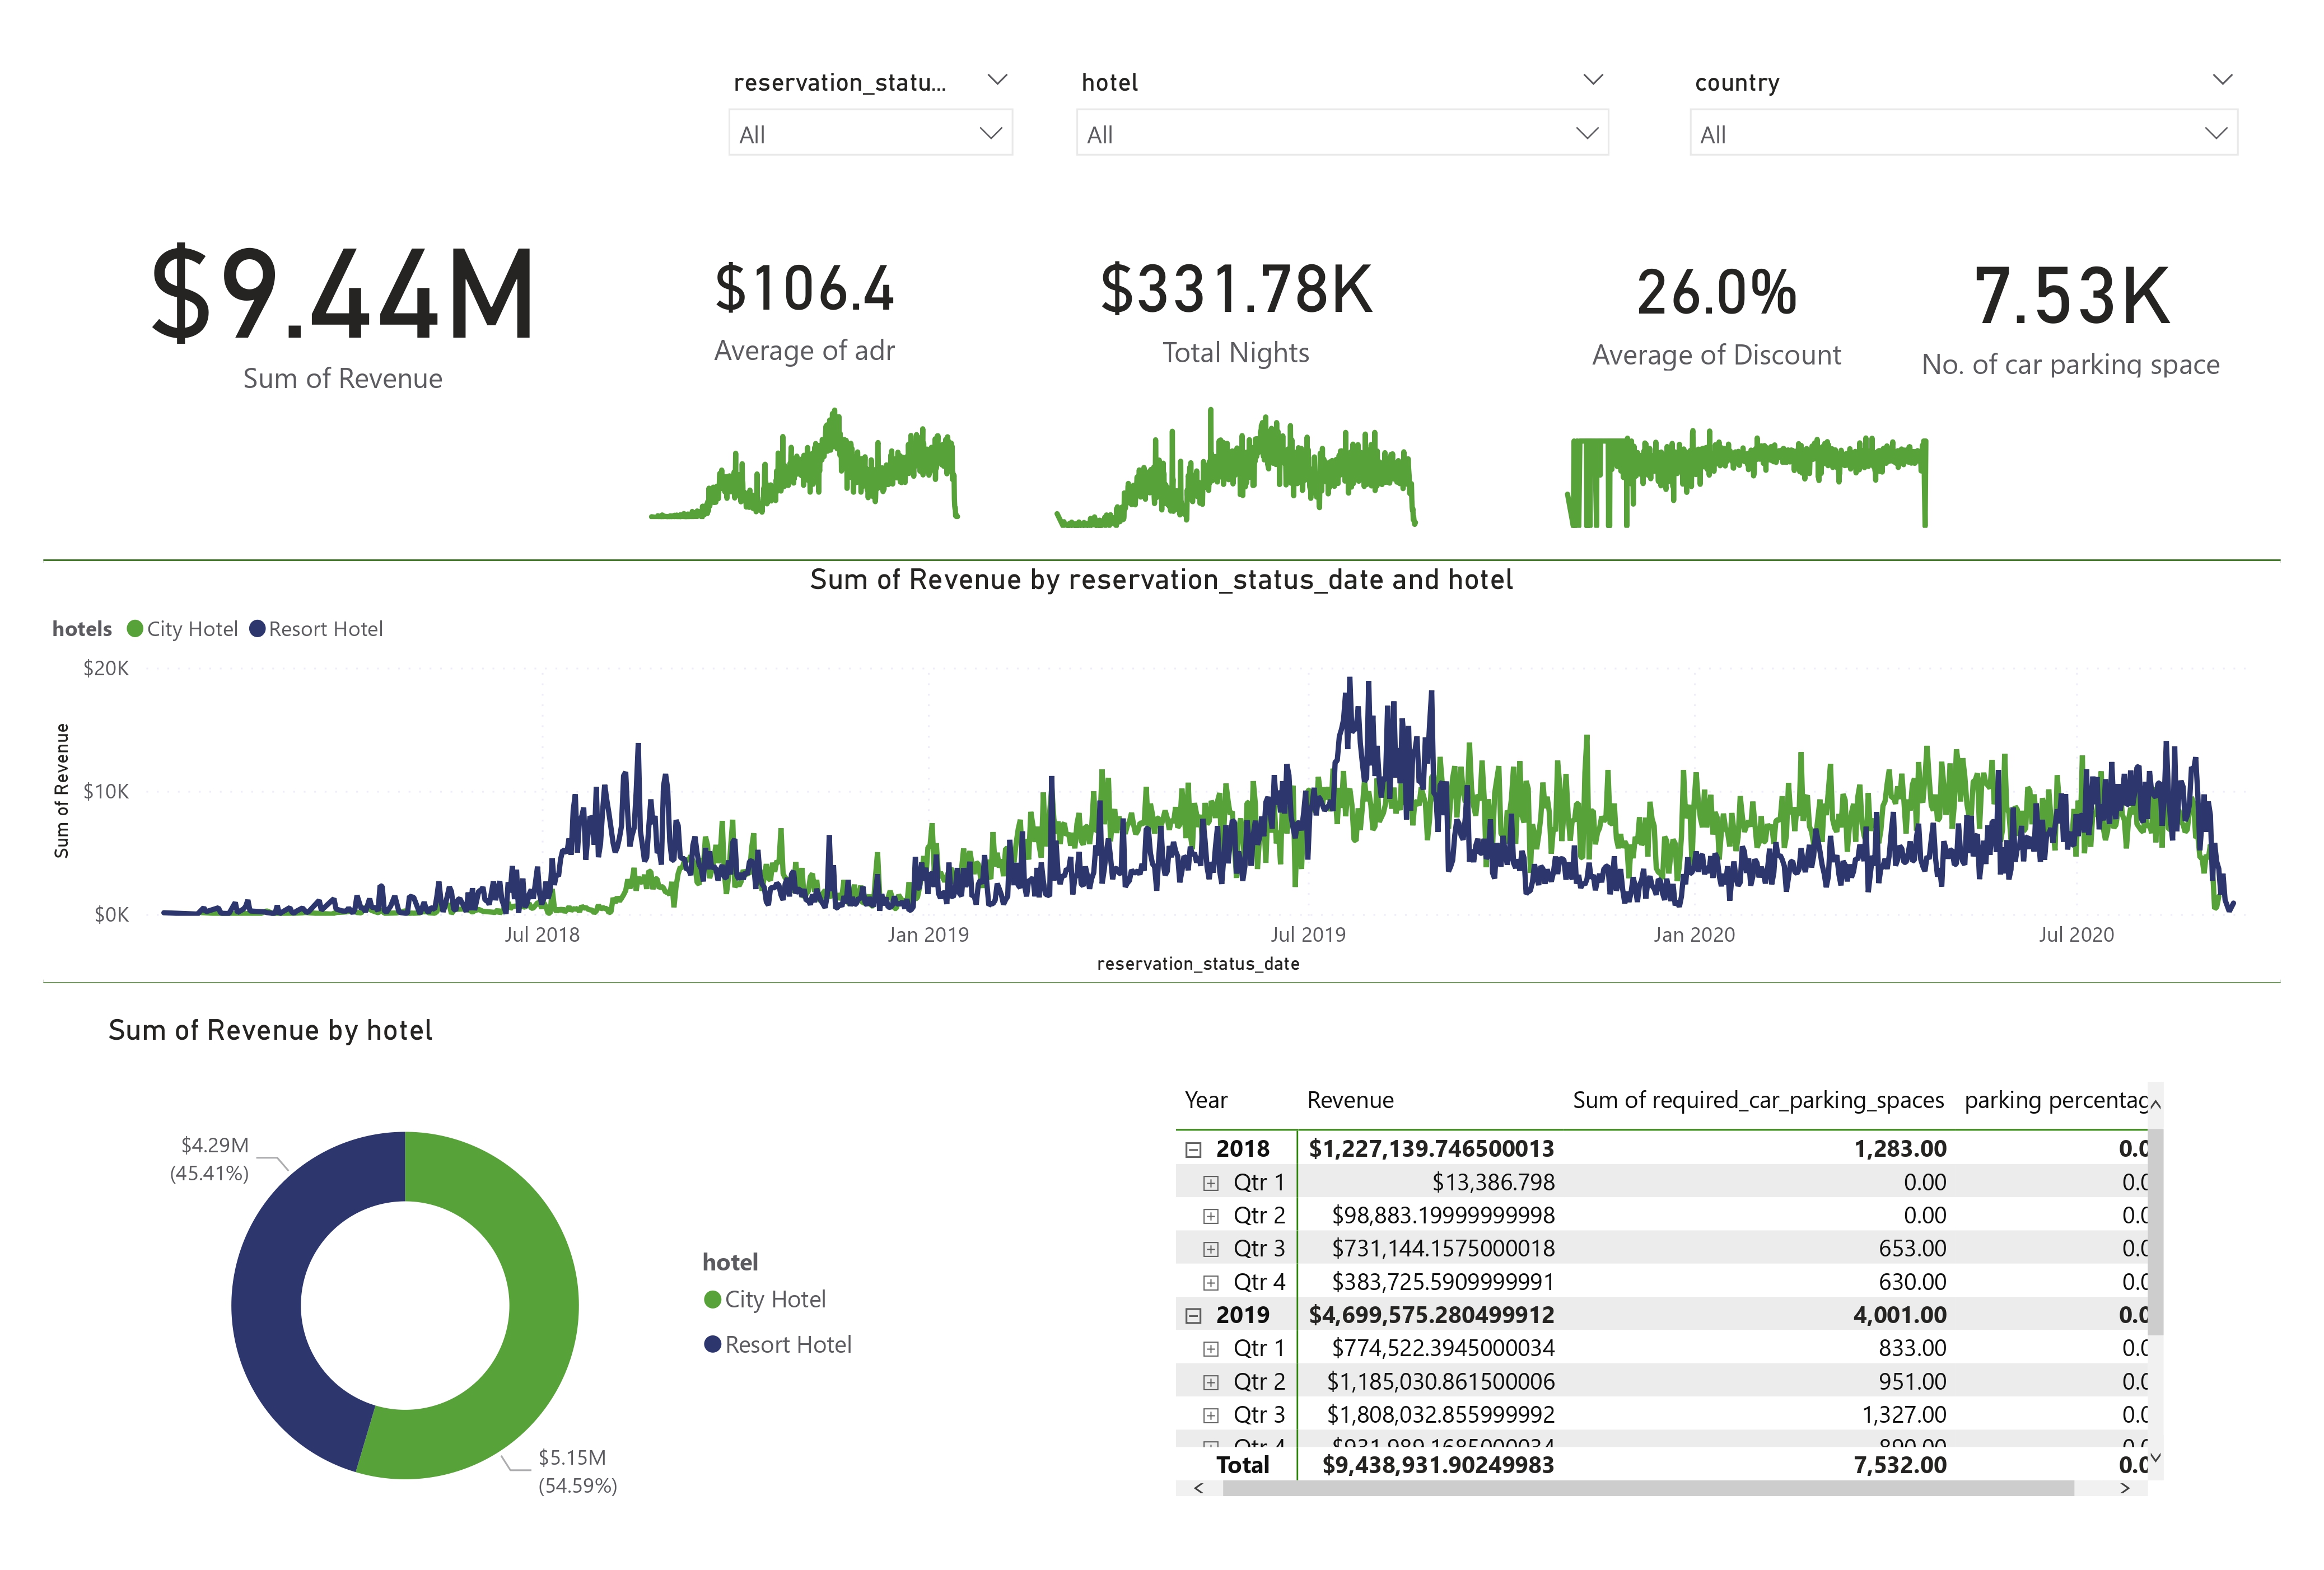 reservation_statu... hotel country
All All All
$9.44M $106.4 $331.78K 26.0% 7.53K
Sum of Revenue Average of adr Total Nights Average of Discount No. of car parking space
Sum of Revenue by reservation_status_date and hotel
hotels City Hotel Resort Hotel
$20K
$10K
$0K
Sum of Revenue
Jul 2018 Jan 2019 Jul 2019 Jan 2020 Jul 2020
reservation_status_date
Sum of Revenue by hotel
$4.29M
(45.41%)
$5.15M
(54.59%)
hotel
City Hotel
Resort Hotel
Year Revenue Sum of required_car_parking_spaces parking percentag
2018 $1,227,139.746500013 1,283.00 0.0
Qtr 1 $13,386.798 0.00 0.0
Qtr 2 $98,883.19999999998 0.00 0.0
Qtr 3 $731,144.1575000018 653.00 0.0
Qtr 4 $383,725.5909999991 630.00 0.0
2019 $4,699,575.280499912 4,001.00 0.0
Qtr 1 $774,522.3945000034 833.00 0.0
Qtr 2 $1,185,030.861500006 951.00 0.0
Qtr 3 $1,808,032.855999992 1,327.00 0.0
Qtr 4 $931,989.1685000034 890.00 0.0
Total $9,438,931.90249983 7,532.00 0.0